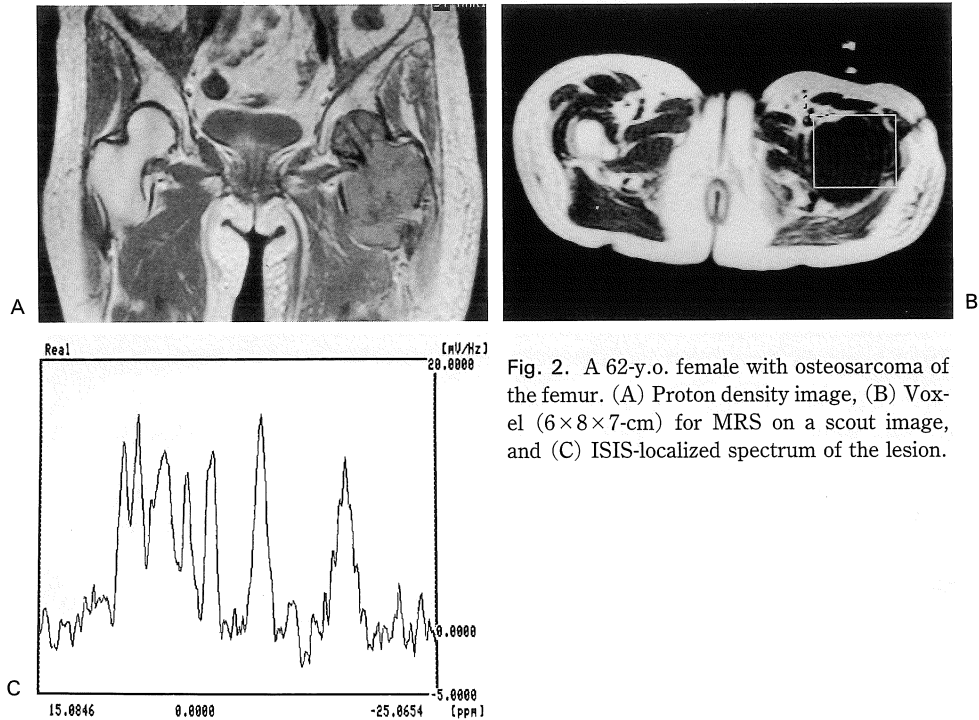 A
B
Real
[mV/Hz]
20.0000
0.0000
-5.0000
15.0846 0.0000 -25.0654 [ppm]
C
Fig. 2. A 62-y.o. female with osteosarcoma of
the femur. (A) Proton density image, (B) Vox-
el (6×8×7-cm) for MRS on a scout image,
and (C) ISIS-localized spectrum of the lesion.